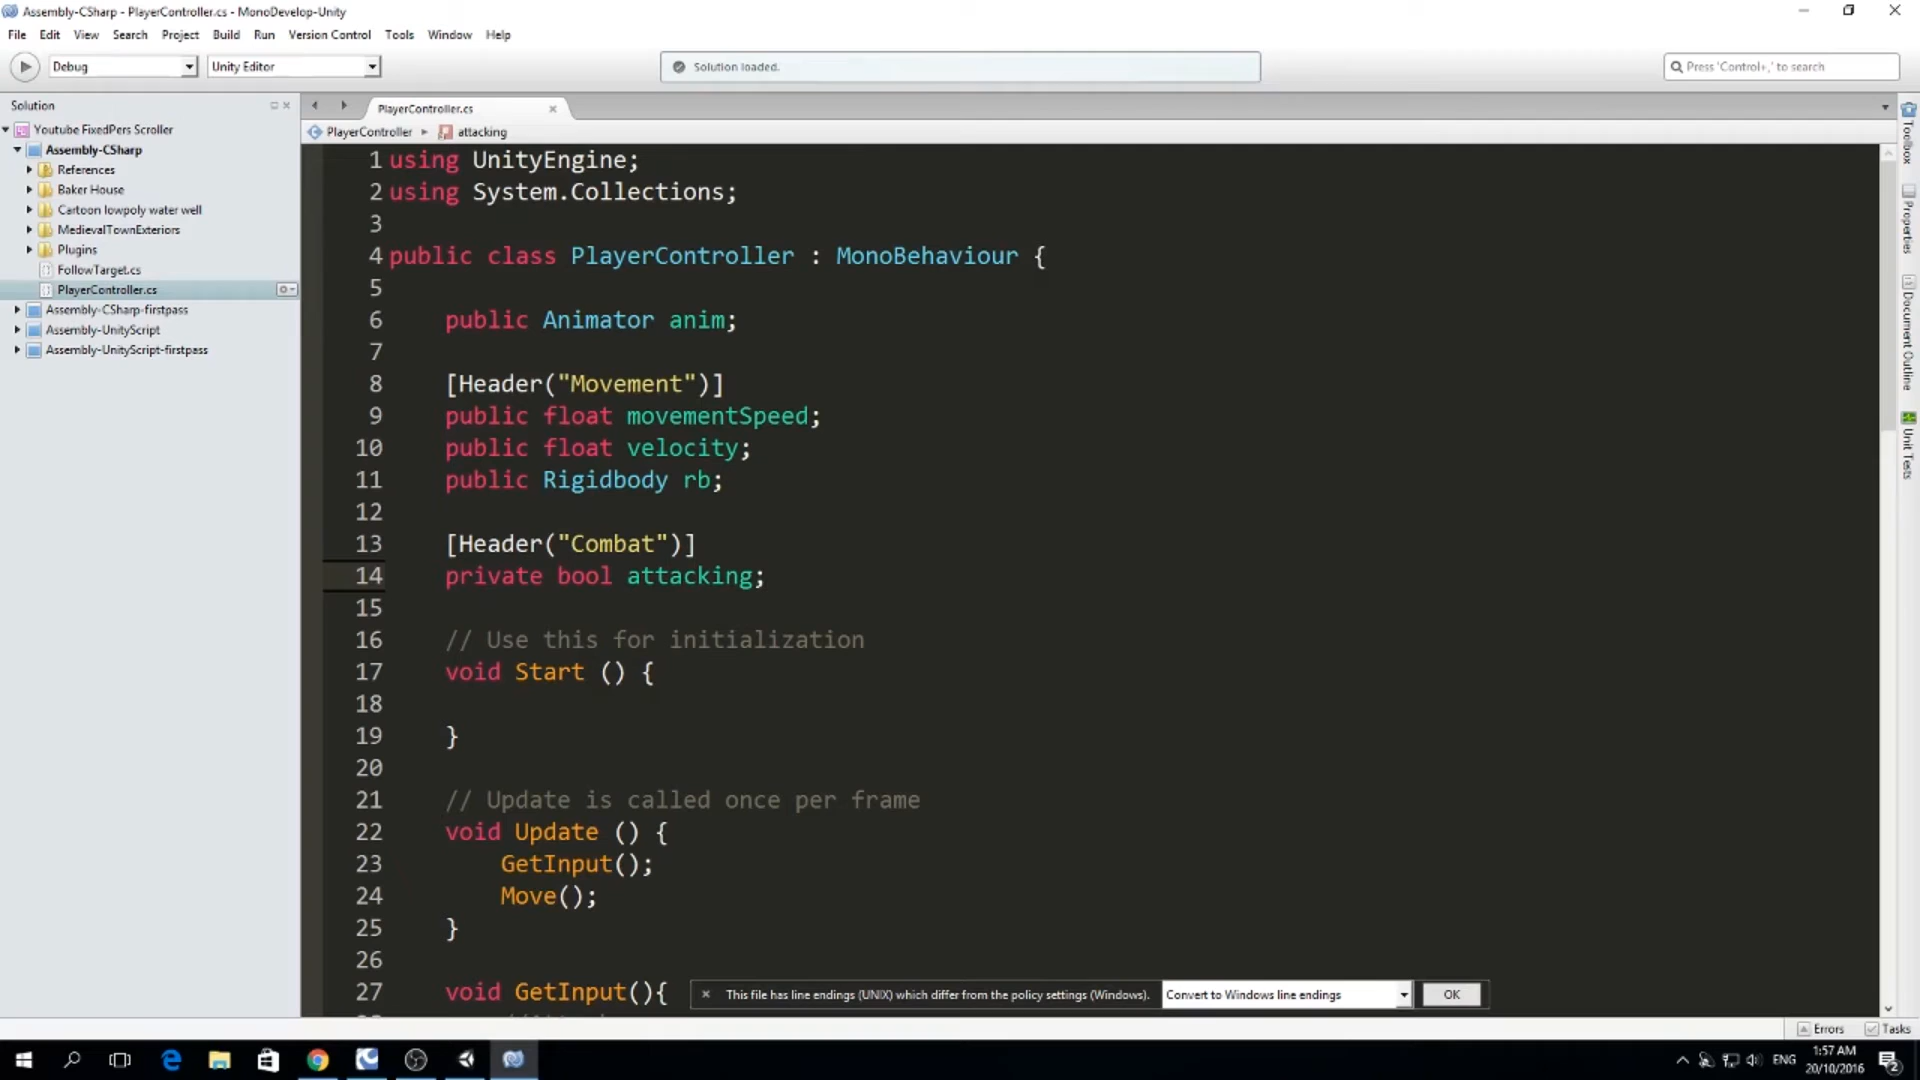 Assembly-CSharp - PlayerController.cs - MonoDevelop-Unity
File Edit View Search Project Build Run Version Control Tools Window Help
Debug Unity Editor Solution loaded. Press 'Control+,' to search
Solution
Youtube FixedPers Scroller
Assembly-CSharp
References
Baker House
Cartoon lowpoly water well
MedievalTownExteriors
Plugins
FollowTarget.cs
PlayerController.cs
Assembly-CSharp-firstpass
Assembly-UnityScript
Assembly-UnityScript-firstpass
PlayerController.cs
PlayerController attacking
1 using UnityEngine;
2 using System.Collections;
3
4 public class PlayerController : MonoBehaviour {
5
6 public Animator anim;
7
8 [Header("Movement")]
9 public float movementSpeed;
10 public float velocity;
11 public Rigidbody rb;
12
13 [Header("Combat")]
14 private bool attacking;
15
16 // Use this for initialization
17 void Start () {
18
19 }
20
21 // Update is called once per frame
22 void Update () {
23 GetInput();
24 Move();
25 }
26
27 void GetInput(){
This file has line endings (UNIX) which differ from the policy settings (Windows). Convert to Windows line endings OK
Toolbox
Properties
Document Outline
Unit Tests
Errors Tasks
ENG
1:57 AM
20/10/2016
2